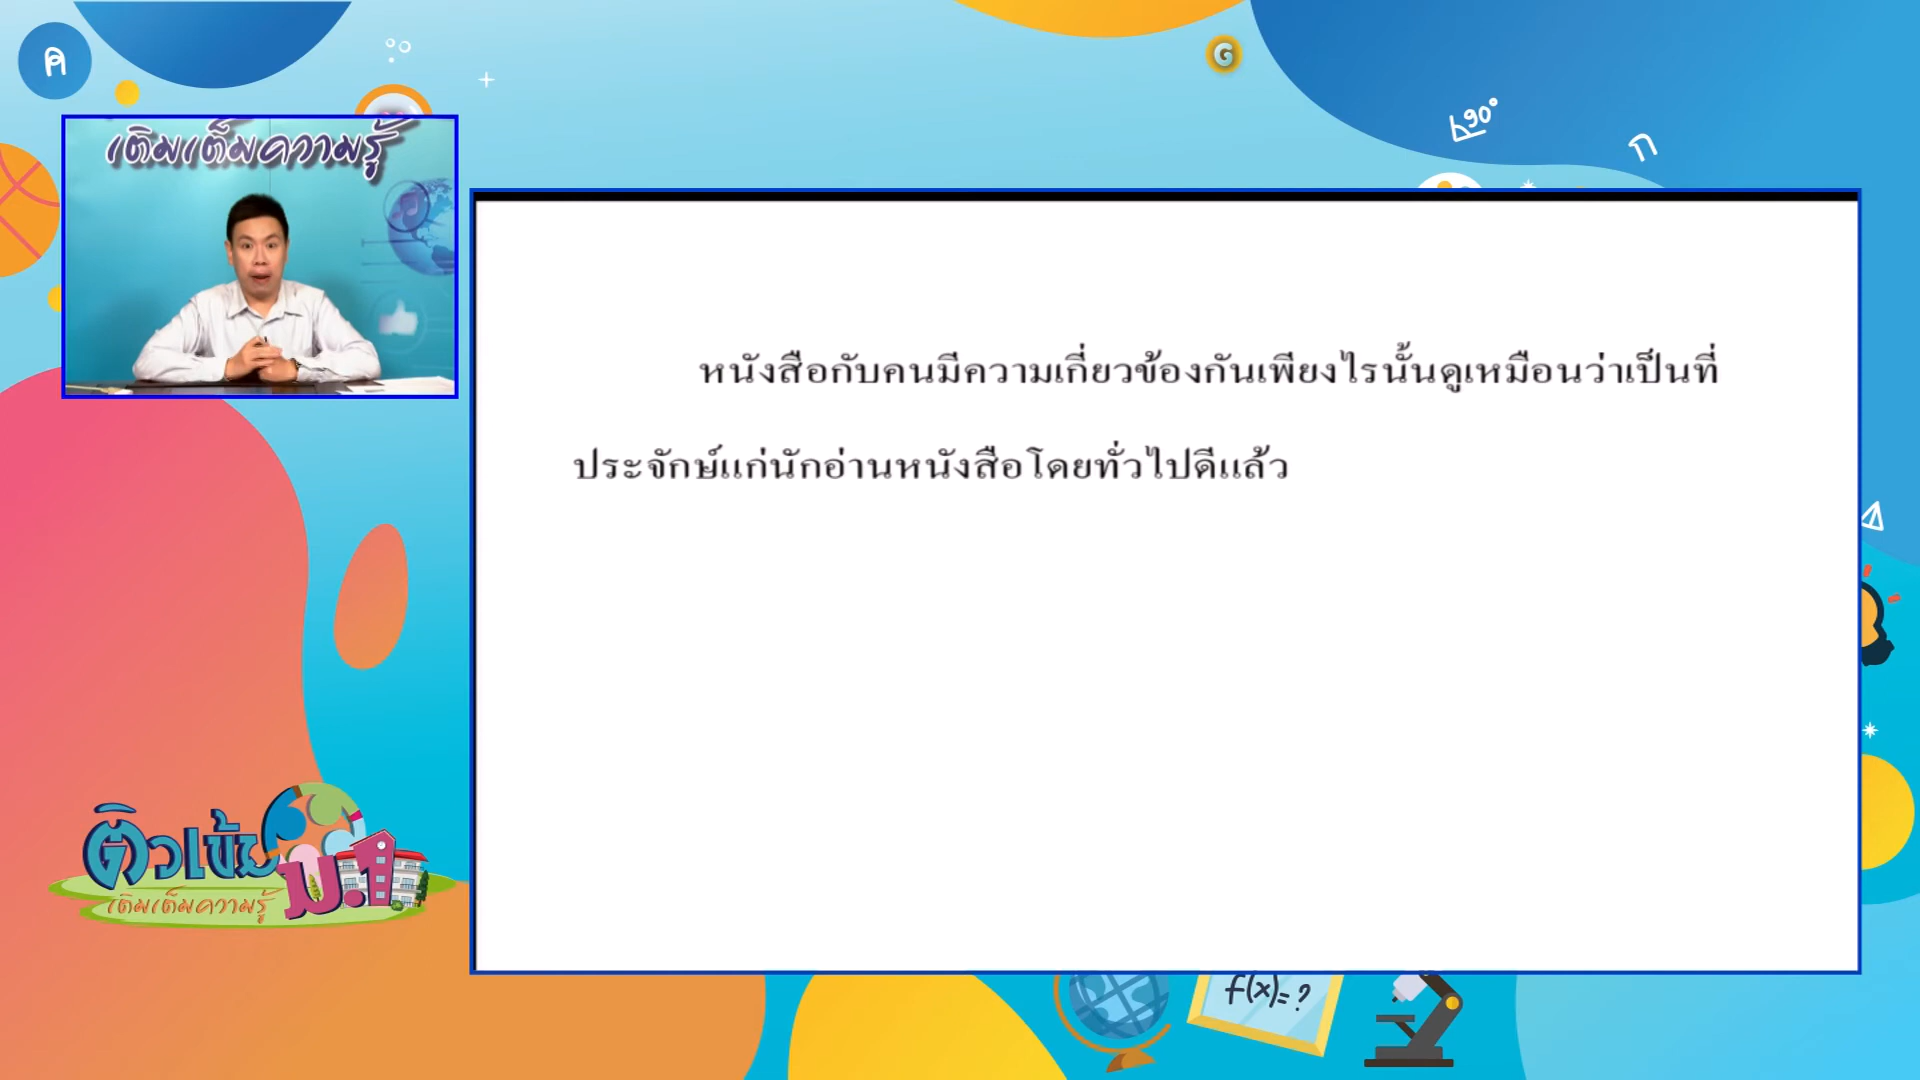 ค
G
90°
ก
เติมเต็มความรู้
หนังสือกับคนมีความเกี่ยวข้องกันเพียงไรนั้นดูเหมือนว่าเป็นที่
ประจักษ์แก่นักอ่านหนังสือโดยทั่วไปดีแล้ว
ติวเข้ม
ม.1
เติมเต็มความรู้
f(x)=?